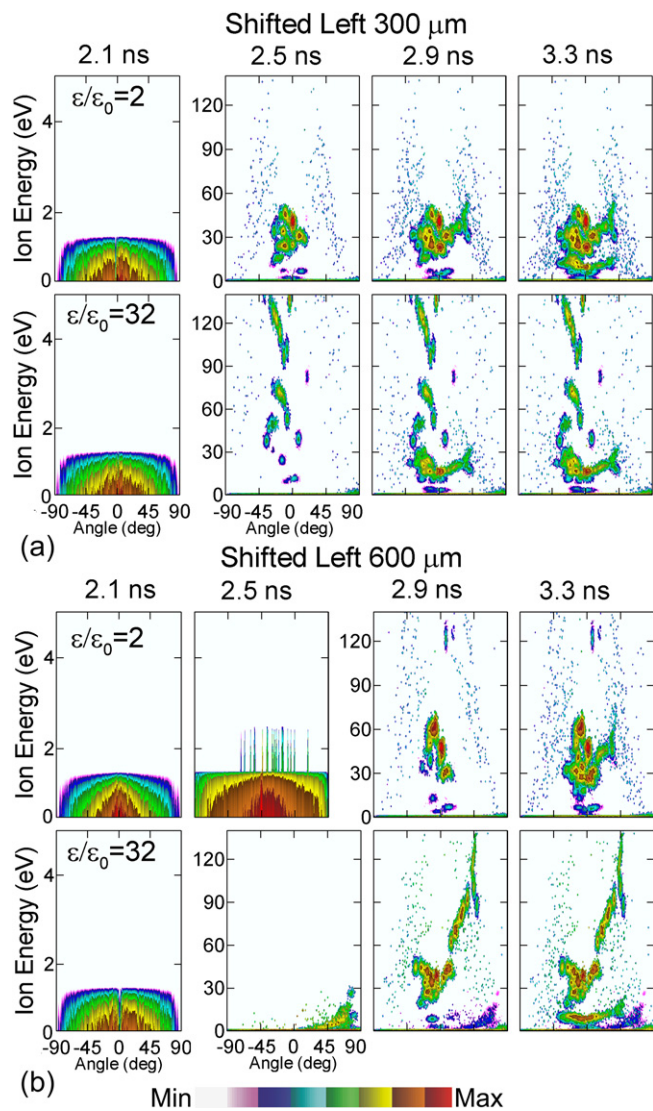 Shifted Left 300 μm
2.1 ns 2.5 ns 2.9 ns 3.3 ns
Ion Energy (eV)
4
2
0
ε/ε0=2
120
90
60
30
0
Ion Energy (eV)
4
2
0
ε/ε0=32
120
90
60
30
0
-90 -45 0 45 90
Angle (deg)
-90 -45 0 45 90
Angle (deg)
(a)
Shifted Left 600 μm
2.1 ns 2.5 ns 2.9 ns 3.3 ns
Ion Energy (eV)
4
2
0
ε/ε0=2
4
2
0
120
90
60
30
0
Ion Energy (eV)
4
2
0
ε/ε0=32
120
90
60
30
0
-90 -45 0 45 90
Angle (deg)
-90 -45 0 45 90
Angle (deg)
(b)
Min Max